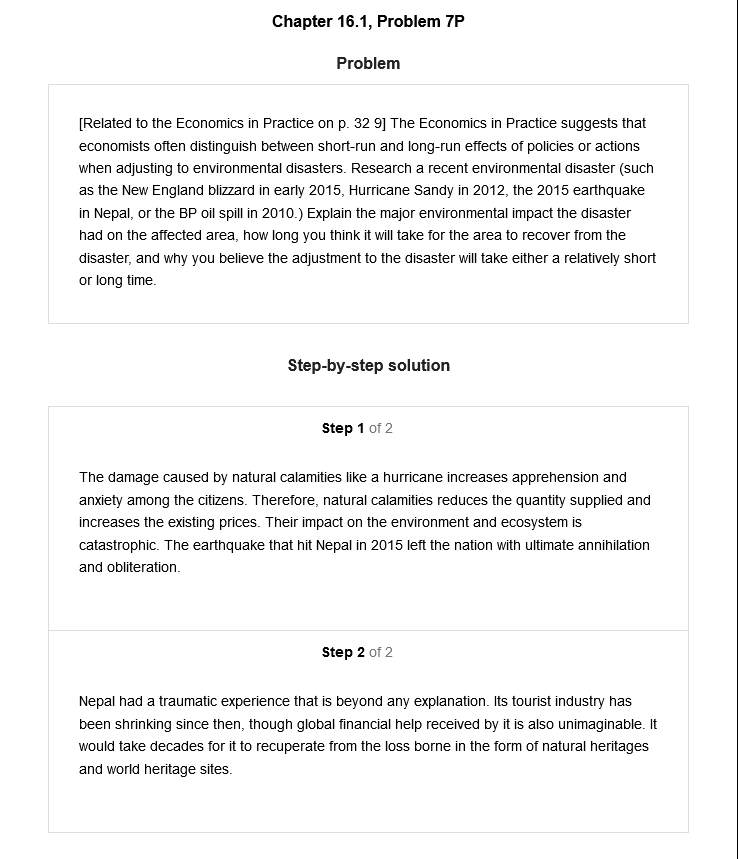 Chapter 16.1, Problem 7P
Problem
[Related to the Economics in Practice on p. 32 9] The Economics in Practice suggests that
economists often distinguish between short-run and long-run effects of policies or actions
when adjusting to environmental disasters. Research a recent environmental disaster (such
as the New England blizzard in early 2015, Hurricane Sandy in 2012, the 2015 earthquake
in Nepal, or the BP oil spill in 2010.) Explain the major environmental impact the disaster
had on the affected area, how long you think it will take for the area to recover from the
disaster, and why you believe the adjustment to the disaster will take either a relatively short
or long time.
Step-by-step solution
Step 1 of 2
The damage caused by natural calamities like a hurricane increases apprehension and
anxiety among the citizens. Therefore, natural calamities reduces the quantity supplied and
increases the existing prices. Their impact on the environment and ecosystem is
catastrophic. The earthquake that hit Nepal in 2015 left the nation with ultimate annihilation
and obliteration.
Step 2 of 2
Nepal had a traumatic experience that is beyond any explanation. Its tourist industry has
been shrinking since then, though global financial help received by it is also unimaginable. It
would take decades for it to recuperate from the loss borne in the form of natural heritages
and world heritage sites.